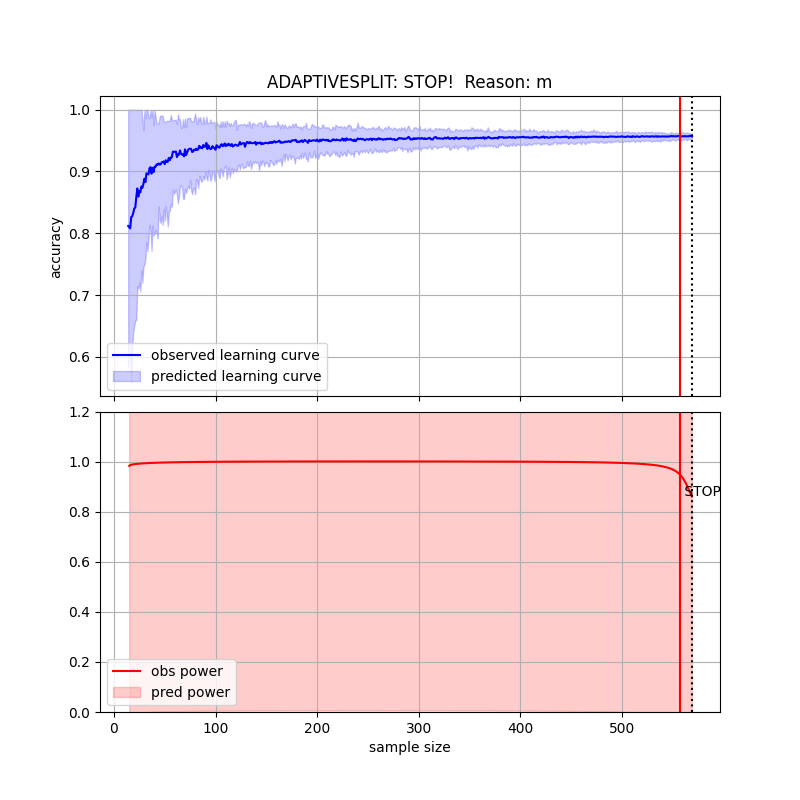 ADAPTIVESPLIT: STOP!  Reason: m
1.0
0.9
0.8
0.7
0.6
accuracy
observed learning curve
predicted learning curve
1.2
1.0
0.8
0.6
0.4
0.2
0.0
STOP
obs power
pred power
0 100 200 300 400 500
sample size